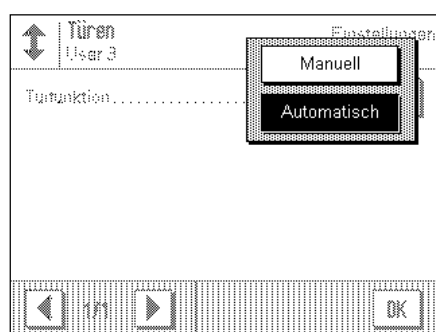 Türen
Einstellungen
User 3
Manuell
Türfunktion
Automatisch
1/1
OK